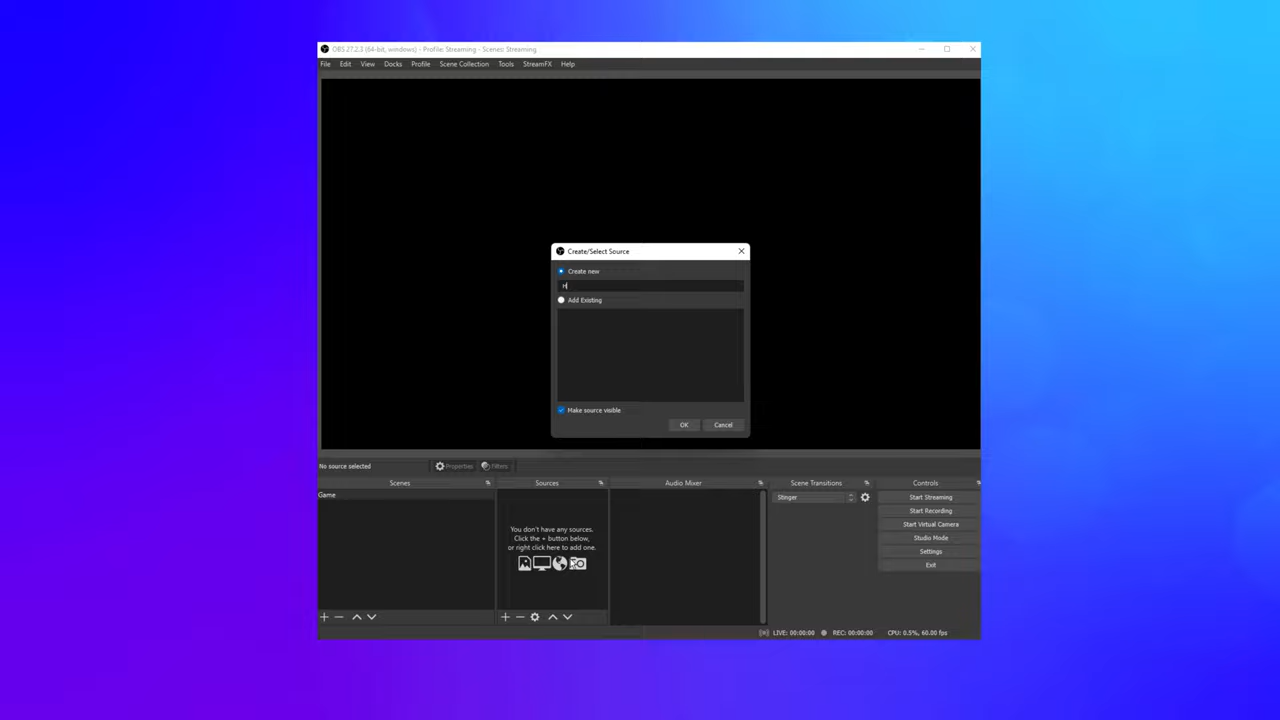 OBS 27.2.3 (64-bit, windows) - Profile: Streaming - Scenes: Streaming
File Edit View Docks Profile Scene Collection Tools StreamFX Help
Create/Select Source
Create new
H
Add Existing
Make source visible
OK Cancel
No source selected Properties Filters
Scenes Sources Audio Mixer Scene Transitions Controls
Game
Stinger
You don't have any sources.
Click the + button below,
or right click here to add one.
Start Streaming
Start Recording
Start Virtual Camera
Studio Mode
Settings
Exit
LIVE: 00:00:00 REC: 00:00:00 CPU: 0.5%, 60.00 fps